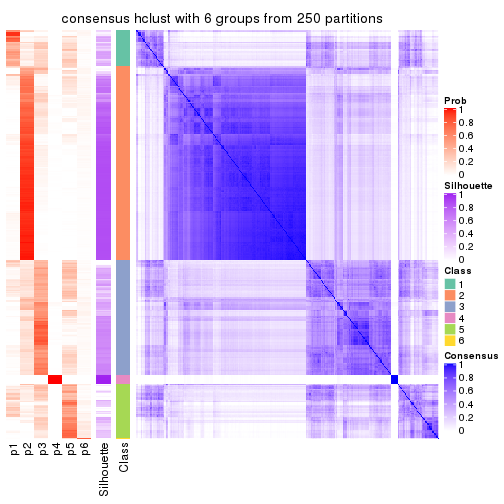 consensus hclust with 6 groups from 250 partitions
Prob
1
0.8
0.6
0.4
0.2
0
Silhouette
1
0.8
0.6
0.4
0.2
0
Class
1
2
3
4
5
6
Consensus
1
0.8
0.6
0.4
0.2
0
p1
p2
p3
p4
p5
p6
Silhouette
Class